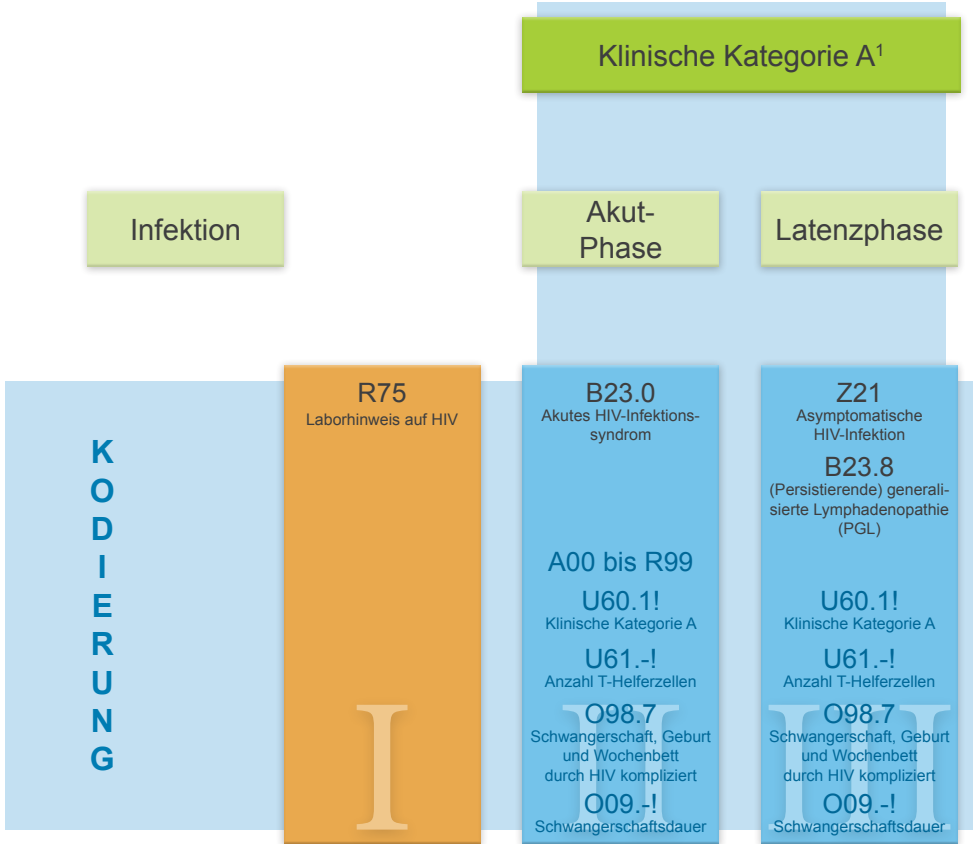 Klinische Kategorie A¹
Infektion
Akut-
Phase
Latenzphase
K
O
D
I
E
R
U
N
G
R75
Laborhinweis auf HIV
I
B23.0
Akutes HIV-Infektions-
syndrom
A00 bis R99
U60.1!
Klinische Kategorie A
U61.-!
Anzahl T-Helferzellen
O98.7
Schwangerschaft, Geburt
und Wochenbett
durch HIV kompliziert
O09.-!
Schwangerschaftsdauer
II
Z21
Asymptomatische
HIV-Infektion
B23.8
(Persistierende) generali-
sierte Lymphadenopathie
(PGL)
U60.1!
Klinische Kategorie A
U61.-!
Anzahl T-Helferzellen
O98.7
Schwangerschaft, Geburt
und Wochenbett
durch HIV kompliziert
O09.-!
Schwangerschaftsdauer
III